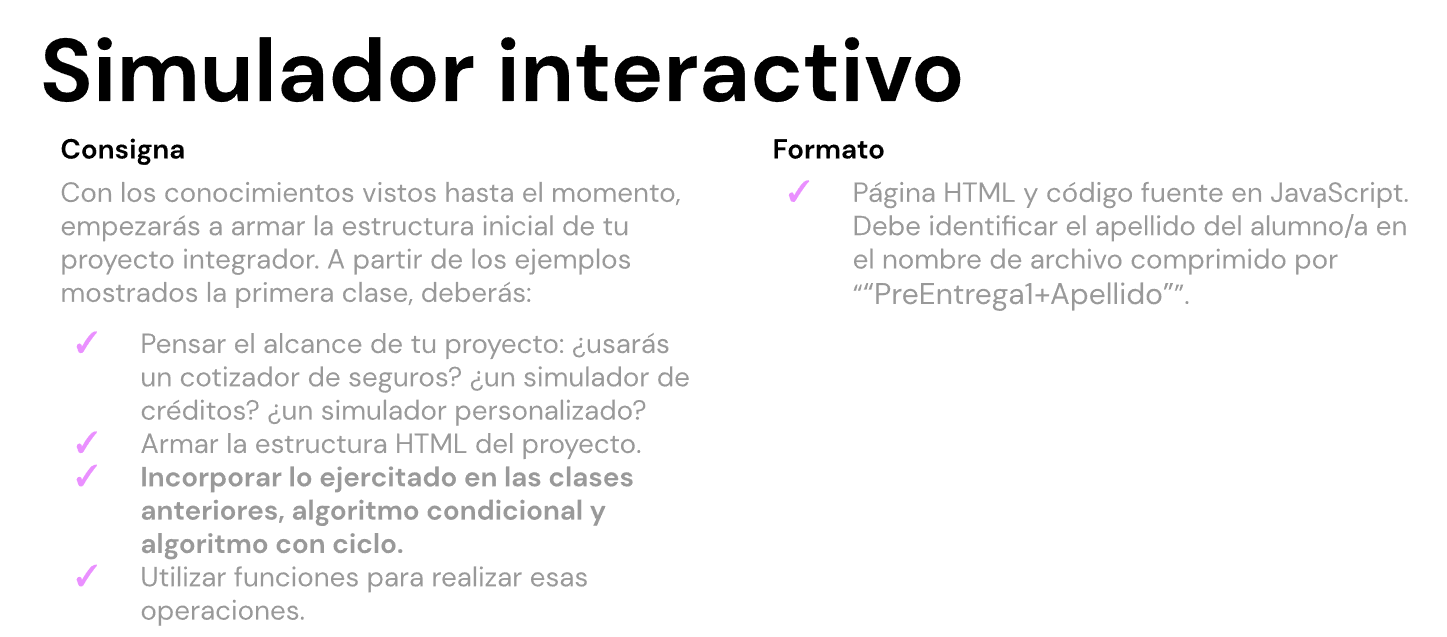 Simulador interactivo
Consigna
Con los conocimientos vistos hasta el momento,
empezarás a armar la estructura inicial de tu
proyecto integrador. A partir de los ejemplos
mostrados la primera clase, deberás:
✓ Pensar el alcance de tu proyecto: ¿usarás
un cotizador de seguros? ¿un simulador de
créditos? ¿un simulador personalizado?
✓ Armar la estructura HTML del proyecto.
✓ Incorporar lo ejercitado en las clases
anteriores, algoritmo condicional y
algoritmo con ciclo.
✓ Utilizar funciones para realizar esas
operaciones.
Formato
✓ Página HTML y código fuente en JavaScript.
Debe identificar el apellido del alumno/a en
el nombre de archivo comprimido por
““PreEntrega1+Apellido””.